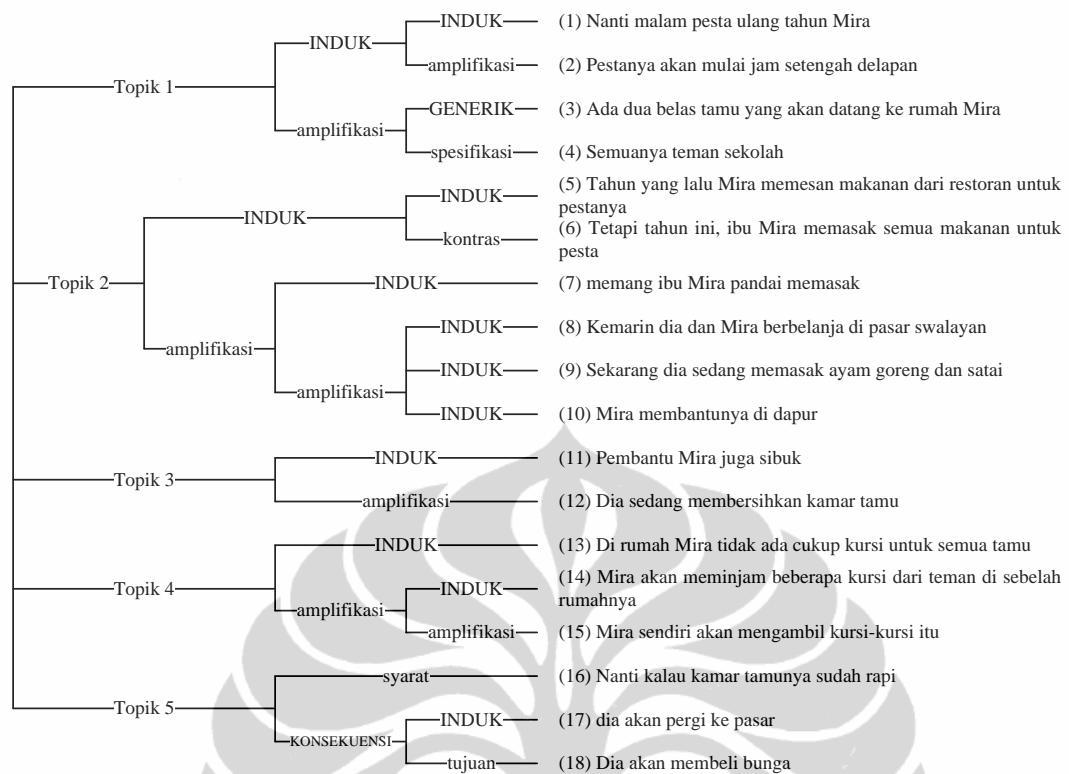 INDUK
(1) Nanti malam pesta ulang tahun Mira
INDUK
amplifikasi
(2) Pestanya akan mulai jam setengah delapan
Topik 1
GENERIK
(3) Ada dua belas tamu yang akan datang ke rumah Mira
amplifikasi
spesifikasi
(4) Semuanya teman sekolah
INDUK
(5) Tahun yang lalu Mira memesan makanan dari restoran untuk
pestanya
INDUK
kontras
(6) Tetapi tahun ini, ibu Mira memasak semua makanan untuk
pesta
Topik 2
INDUK
(7) memang ibu Mira pandai memasak
amplifikasi
INDUK
(8) Kemarin dia dan Mira berbelanja di pasar swalayan
amplifikasi
INDUK
(9) Sekarang dia sedang memasak ayam goreng dan satai
INDUK
(10) Mira membantunya di dapur
Topik 3
INDUK
(11) Pembantu Mira juga sibuk
amplifikasi
(12) Dia sedang membersihkan kamar tamu
Topik 4
INDUK
(13) Di rumah Mira tidak ada cukup kursi untuk semua tamu
amplifikasi
INDUK
(14) Mira akan meminjam beberapa kursi dari teman di sebelah
rumahnya
amplifikasi
(15) Mira sendiri akan mengambil kursi-kursi itu
Topik 5
syarat
(16) Nanti kalau kamar tamunya sudah rapi
KONSEKUENSI
INDUK
(17) dia akan pergi ke pasar
tujuan
(18) Dia akan membeli bunga